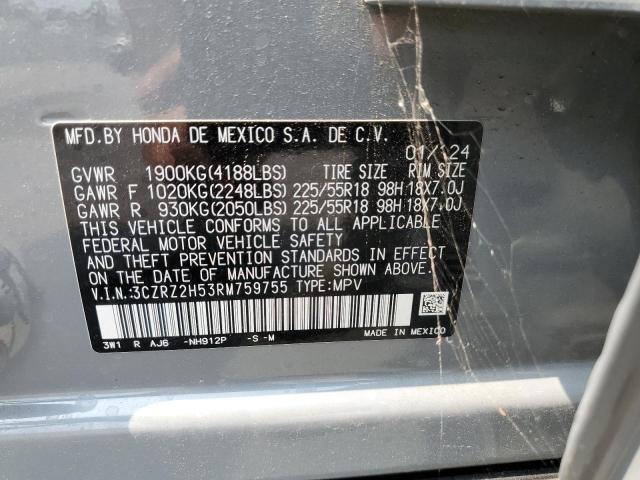 MFD.BY HONDA DE MEXICO S.A. DE C.V.
01/24
GVWR 1900KG(4188LBS) TIRE SIZE RIM SIZE
GAWR F 1020KG(2248LBS) 225/55R18 98H 18X7.0J
GAWR R 930KG(2050LBS) 225/55R18 98H 18X7.0J
THIS VEHICLE CONFORMS TO ALL APPLICABLE
FEDERAL MOTOR VEHICLE SAFETY
AND THEFT PREVENTION STANDARDS IN EFFECT
ON THE DATE OF MANUFACTURE SHOWN ABOVE.
V.I.N.:3CZRZ2H53RM759755 TYPE:MPV
3W1 R AJ6 -NH912P -S -M MADE IN MEXICO